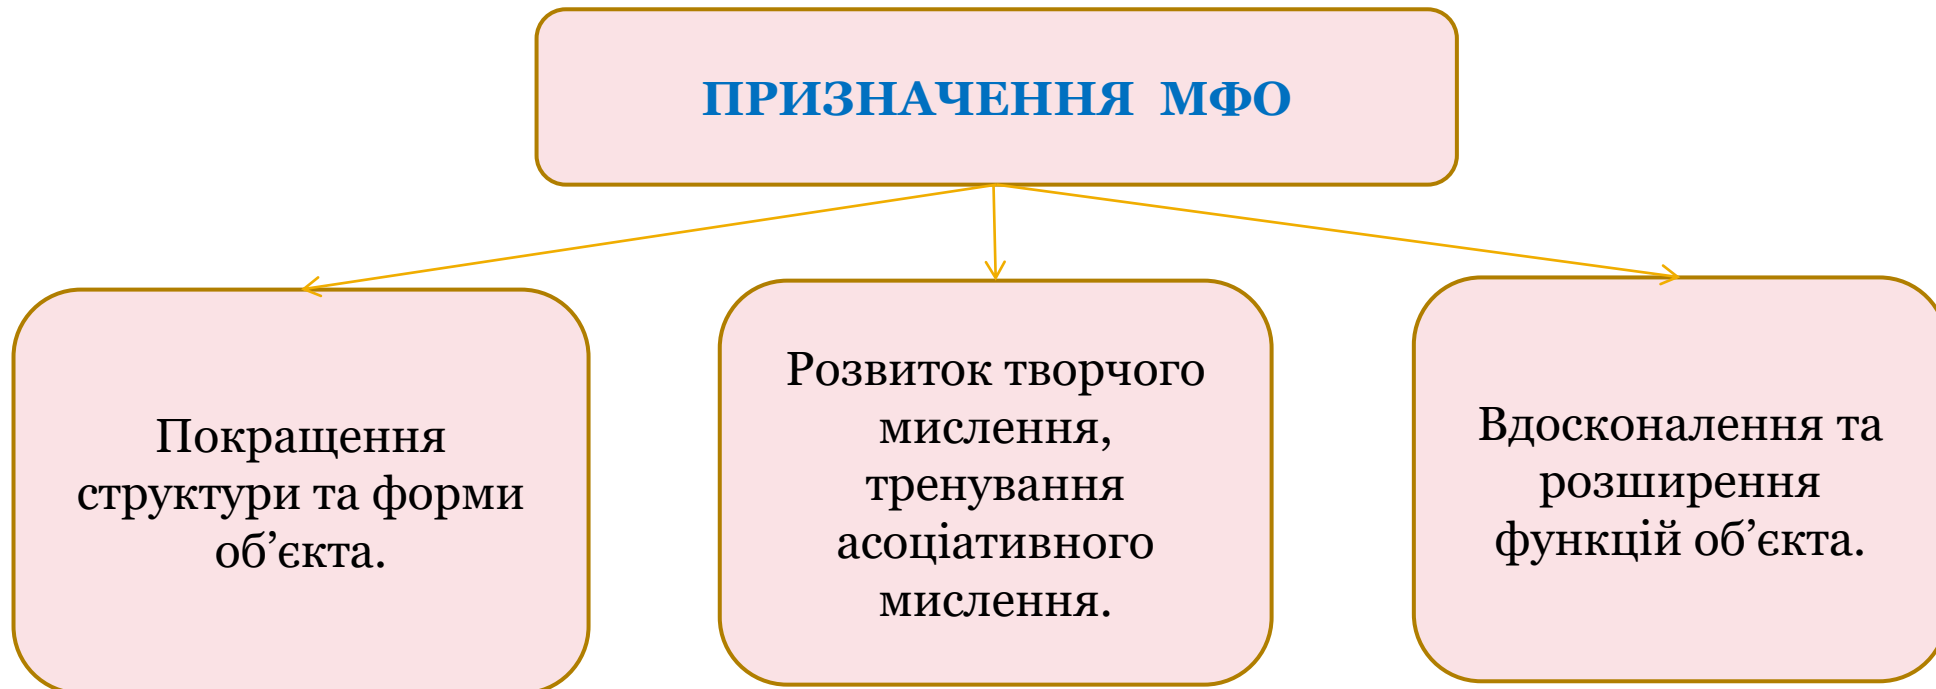 ПРИЗНАЧЕННЯ МФО
Покращення
структури та форми
об’єкта.
Розвиток творчого
мислення,
тренування
асоціативного
мислення.
Вдосконалення та
розширення
функцій об’єкта.